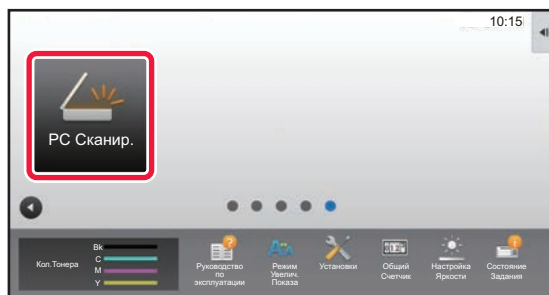 10:15
PC Сканир.
Кол.Тонера
Bk
C
M
Y
Руководство
по
эксплуатации
Режим
Увелич.
Показа
Установки
Общий
Счетчик
Настройка
Яркости
Состояние
Задания